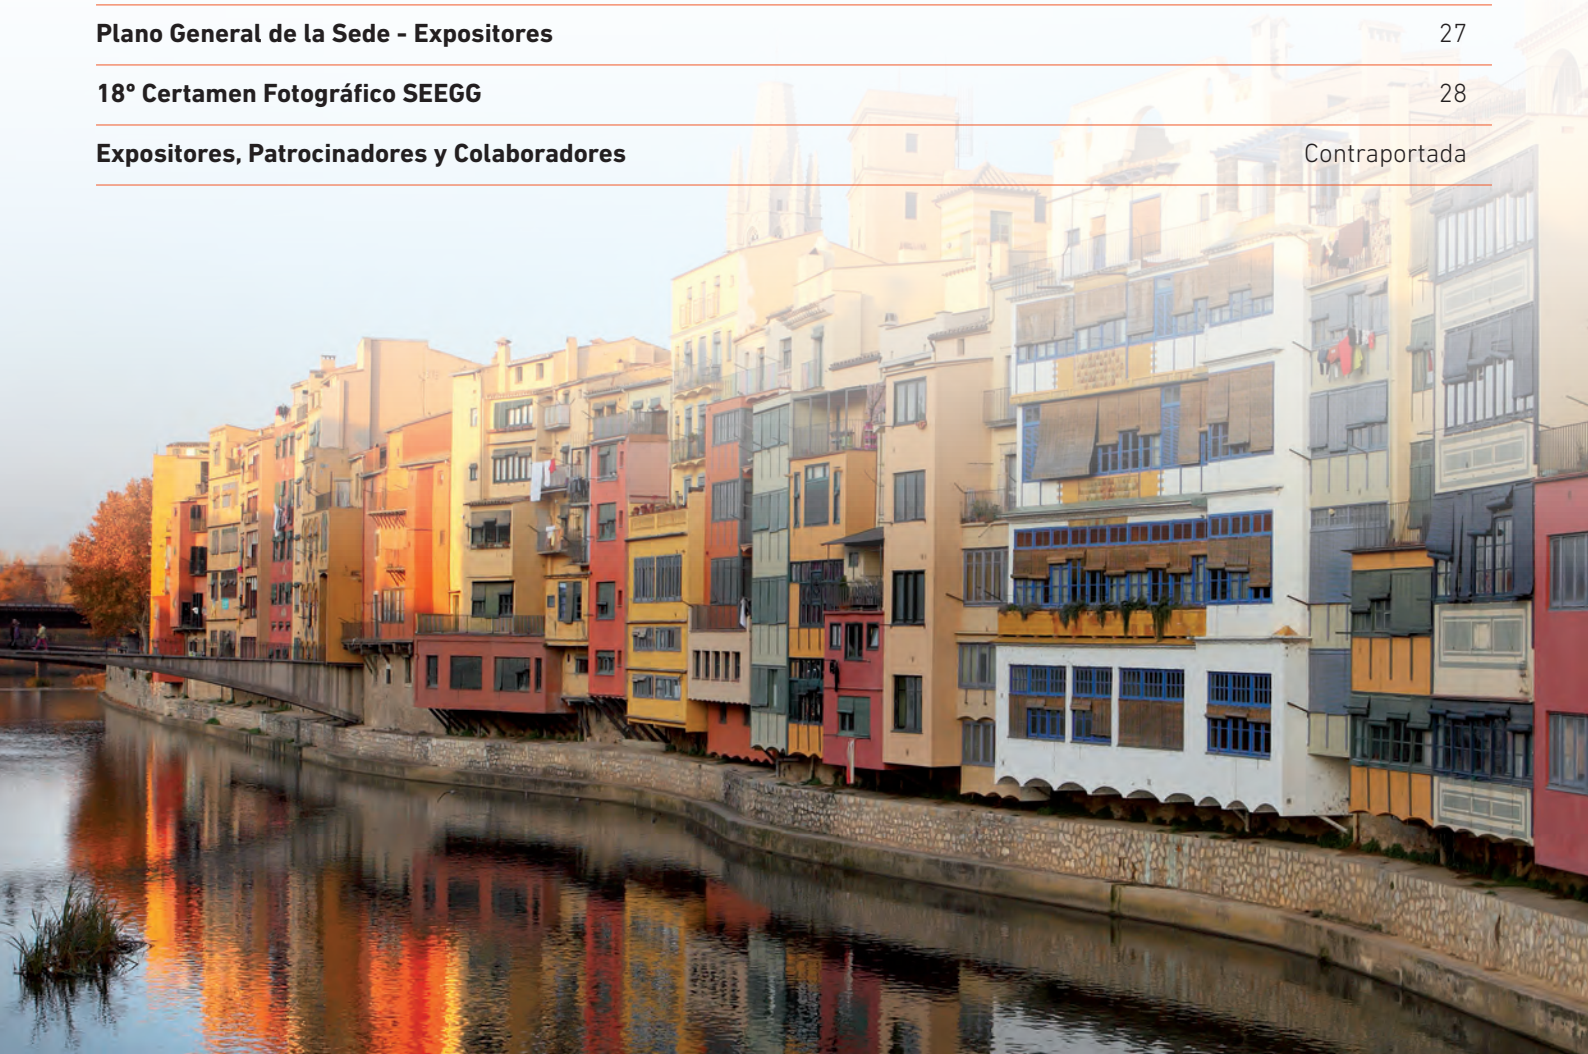 Plano General de la Sede - Expositores 27
18º Certamen Fotográfico SEEGG 28
Expositores, Patrocinadores y Colaboradores Contraportada